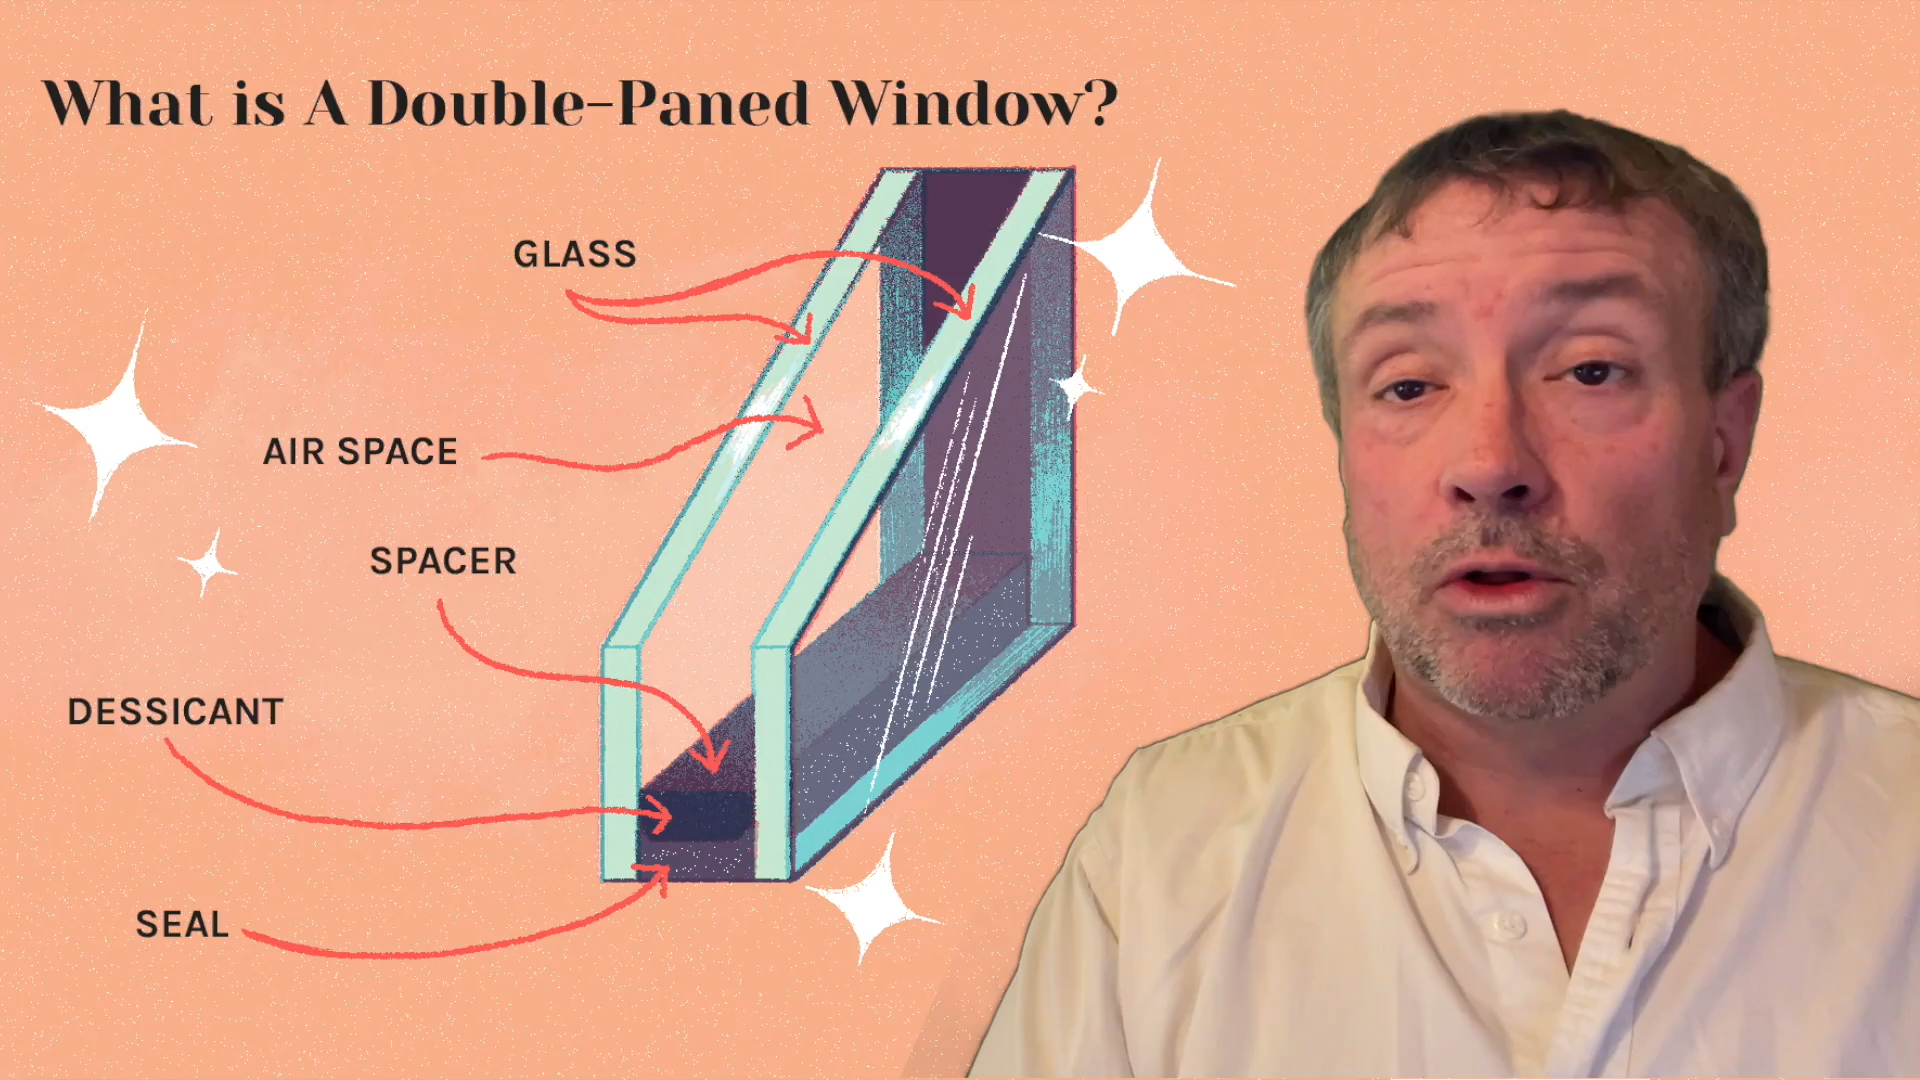 What is A Double-Paned Window?
GLASS
AIR SPACE
SPACER
DESSICANT
SEAL